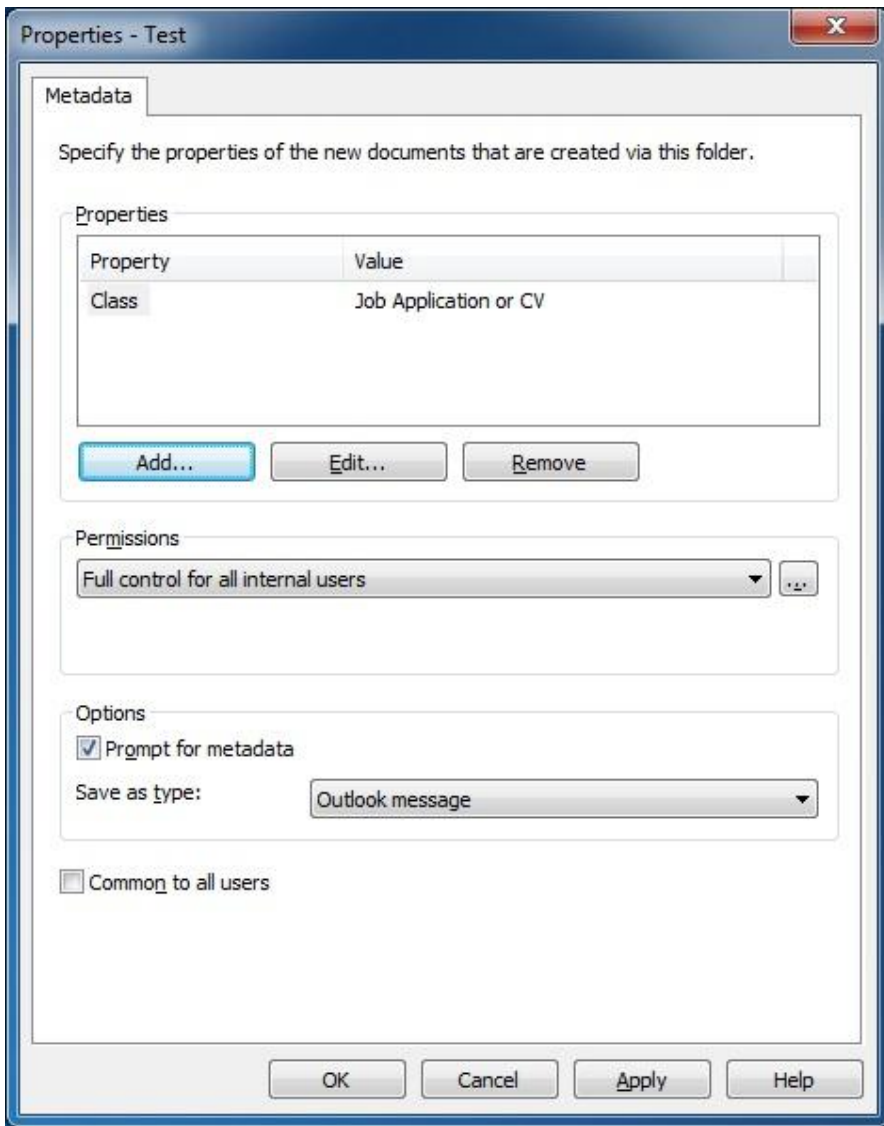 Properties - Test
Metadata
Specify the properties of the new documents that are created via this folder.
Properties
Property Value
Class Job Application or CV
Add... Edit... Remove
Permissions
Full control for all internal users ...
Options
Prompt for metadata
Save as type: Outlook message
Common to all users
OK Cancel Apply Help